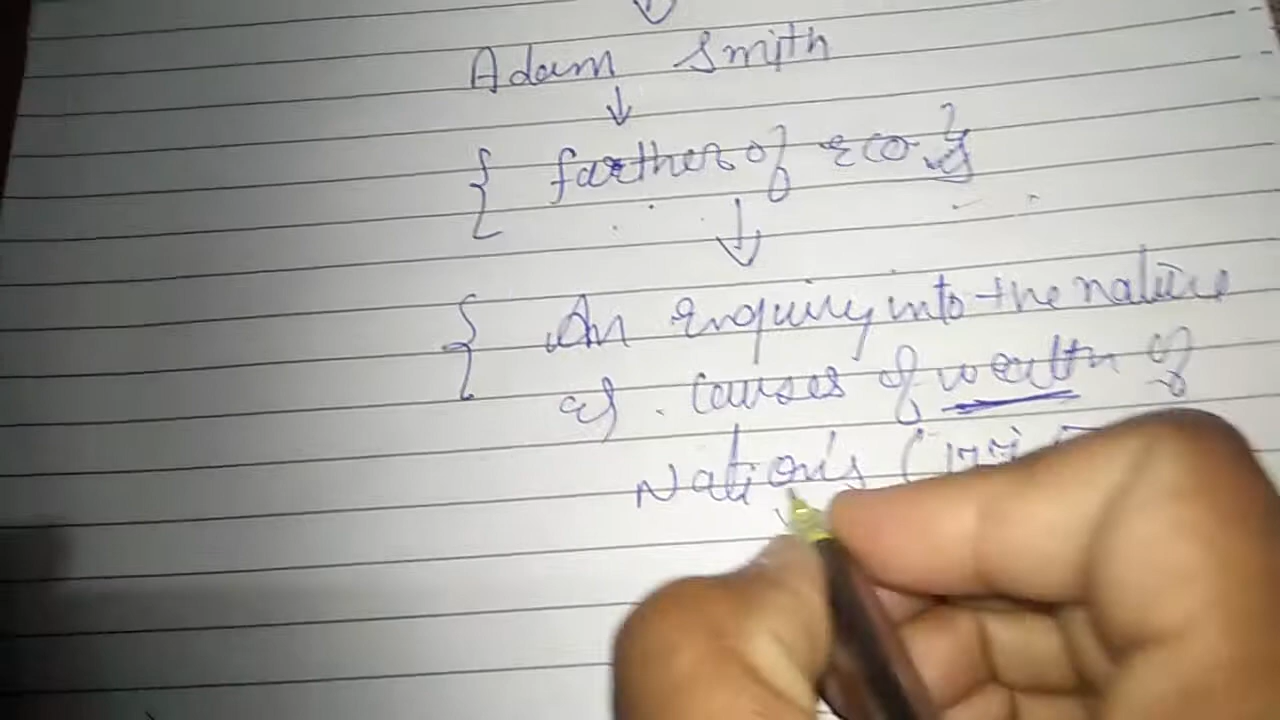 Adam Smith
{ farther of eco.}
{ An enquiry into the nature
of causes of wealth of
Nation's (